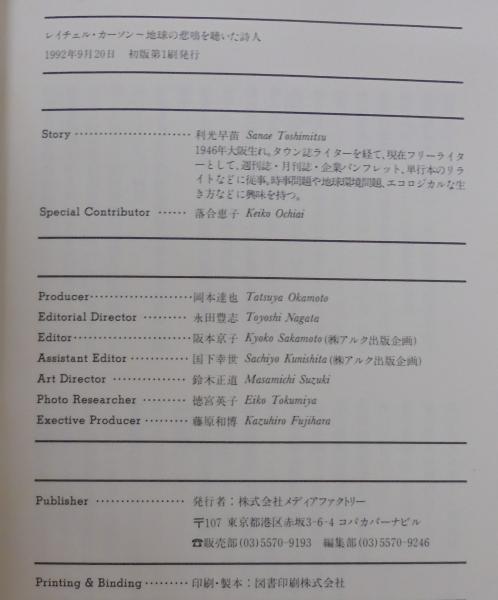 レイチェル・カーソン～地球の悲鳴を聴いた詩人
1992年9月20日　初版第1刷発行
Story ························ 利光早苗 Sanae Toshimitsu
1946年大阪生れ。タウン誌ライターを経て、現在フリーライタ
ーとして、週刊誌・月刊誌・企業パンフレット、単行本のリラ
イトなどに従事。時事問題や地球環境問題、エコロジカルな生
き方などに興味を持つ。
Special Contributor ······ 落合恵子 Keiko Ochiai
Producer····················· 岡本達也 Tatsuya Okamoto
Editorial Director ········· 永田豊志 Toyoshi Nagata
Editor························ 阪本京子 Kyoko Sakamoto (㈱アルク出版企画)
Assistant Editor ··········· 国下幸世 Sachiyo Kunishita (㈱アルク出版企画)
Art Director ··············· 鈴木正道 Masamichi Suzuki
Photo Researcher ········· 徳宮英子 Eiko Tokumiya
Exective Producer ········· 藤原和博 Kazuhiro Fujihara
Publisher ·················· 発行者：株式会社メディアファクトリー
〒107 東京都港区赤坂3-6-4 コパカバーナビル
☎販売部(03)5570-9193　編集部(03)5570-9246
Printing & Binding········· 印刷・製本：図書印刷株式会社